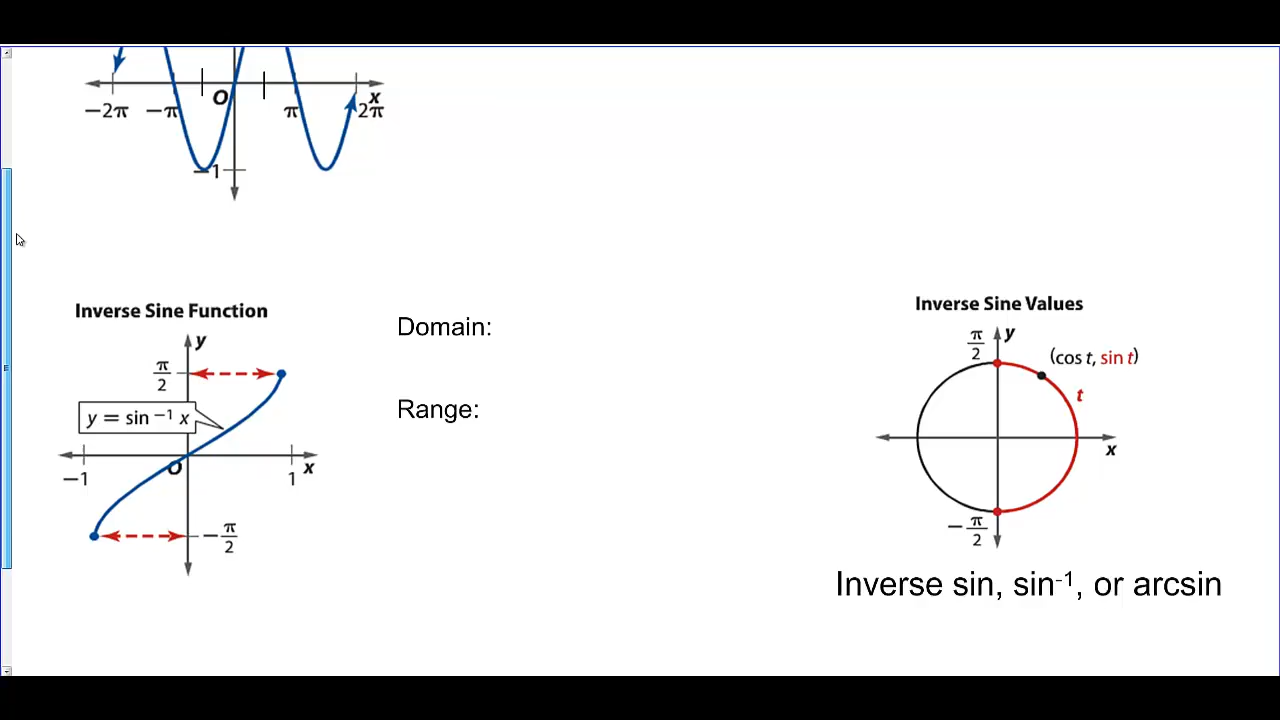 O
x
−2π −π π 2π
−1
Inverse Sine Function
y
π/2
y = sin⁻¹ x
O
−1 1 x
−π/2
Domain:
Range:
Inverse Sine Values
π/2 y
(cos t, sin t)
t
x
−π/2
Inverse sin, sin⁻¹, or arcsin